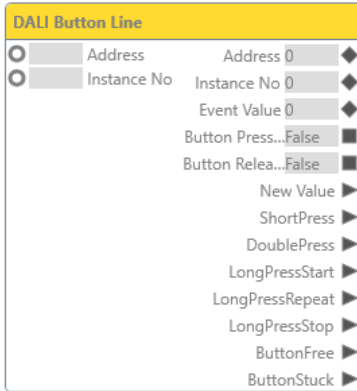 DALI Button Line
Address Address 0
Instance No Instance No 0
Event Value 0
Button Press...False
Button Relea...False
New Value
ShortPress
DoublePress
LongPressStart
LongPressRepeat
LongPressStop
ButtonFree
ButtonStuck